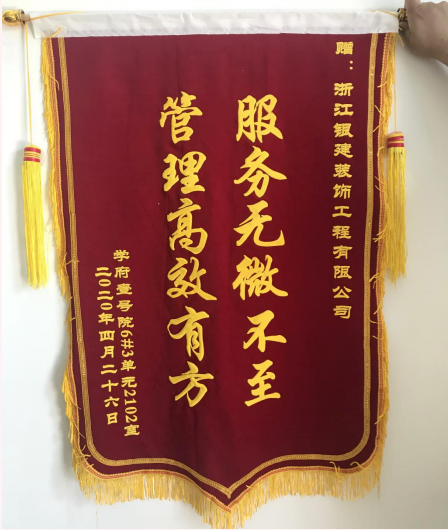 赠：浙江银建装饰工程有限公司
服务无微不至
管理高效有方
学府壹号院6#3单元2102室
二〇二〇年四月二十六日